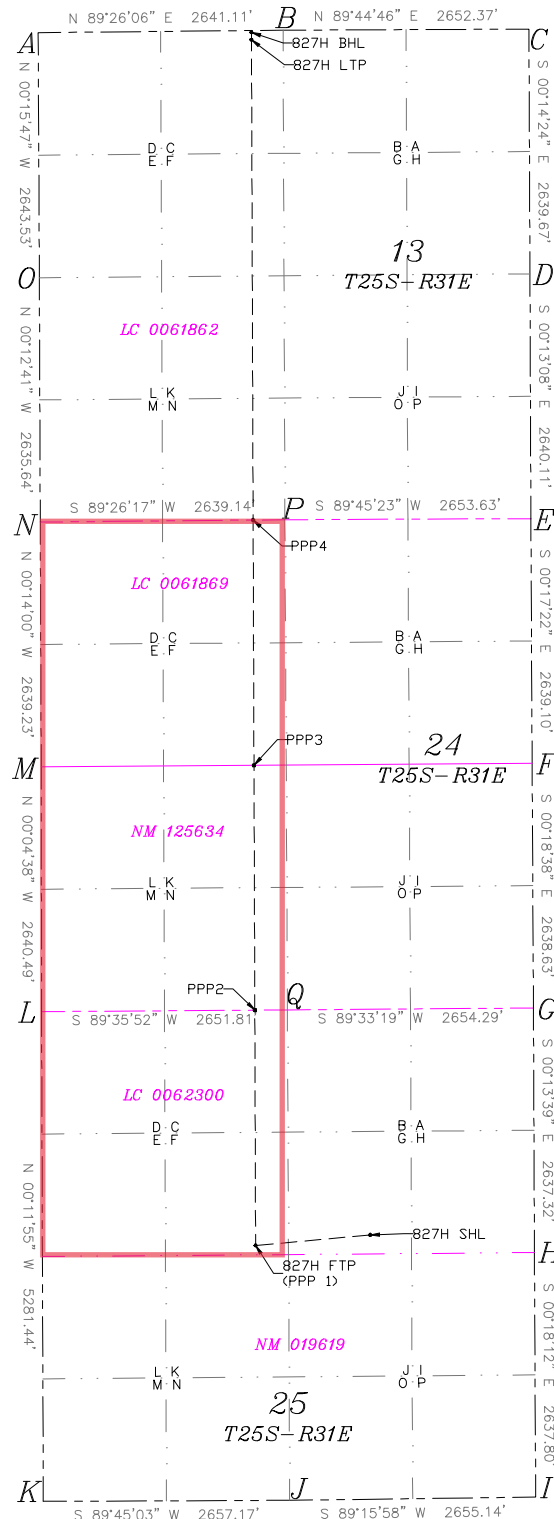 N 89°26'06" E 2641.11'
B
N 89°44'46" E 2652.37'
A
C
827H BHL
827H LTP
N 00°15'47" W 2643.53'
S 00°14'24" E 2639.67'
D C
E F
B A
G H
13
T25S-R31E
O
D
LC 0061862
N 00°12'41" W 2635.64'
S 00°13'08" E 2640.11'
L K
M N
J I
O P
S 89°26'17" W 2639.14'
P
S 89°45'23" W 2653.63'
N
E
PPP4
LC 0061869
N 00°14'00" W 2639.23'
S 00°17'22" E 2639.10'
D C
E F
B A
G H
PPP3
24
T25S-R31E
M
F
NM 125634
N 00°04'38" W 2640.49'
S 00°18'38" E 2638.63'
L K
M N
J I
O P
PPP2
Q
L
G
S 89°35'52" W 2651.81'
S 89°33'19" W 2654.29'
LC 0062300
S 00°13'39" E 2637.32'
D C
E F
B A
G H
N 00°11'55" W 5281.44'
827H SHL
827H FTP
(PPP 1)
H
NM 019619
S 00°18'12" E 2637.80'
L K
M N
J I
O P
25
T25S-R31E
K
J
I
S 89°45'03" W 2657.17'
S 89°15'58" W 2655.14'